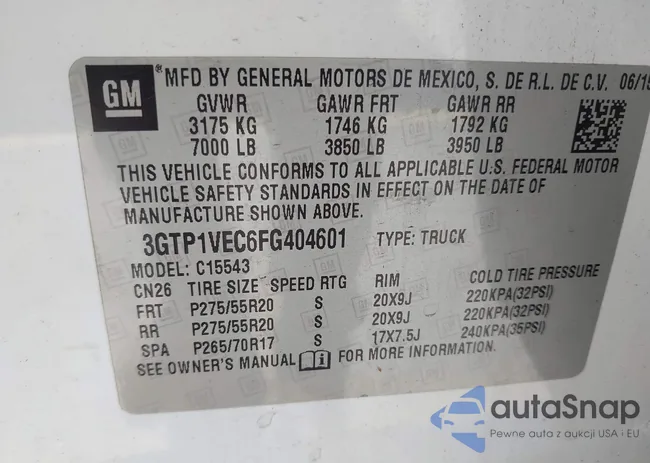 GM ® MFD BY GENERAL MOTORS DE MEXICO, S. DE R.L. DE C.V. 06/15
GVWR GAWR FRT GAWR RR
3175 KG 1746 KG 1792 KG
7000 LB 3850 LB 3950 LB
THIS VEHICLE CONFORMS TO ALL APPLICABLE U.S. FEDERAL MOTOR
VEHICLE SAFETY STANDARDS IN EFFECT ON THE DATE OF
MANUFACTURE SHOWN ABOVE.
3GTP1VEC6FG404601 TYPE: TRUCK
MODEL: C15543
CN26 TIRE SIZE SPEED RTG RIM COLD TIRE PRESSURE
FRT P275/55R20 S 20X9J 220KPA(32PSI)
RR P275/55R20 S 20X9J 220KPA(32PSI)
SPA P265/70R17 S 17X7.5J 240KPA(35PSI)
SEE OWNER'S MANUAL i FOR MORE INFORMATION.
autoSnap
Pewne auta z aukcji USA i EU